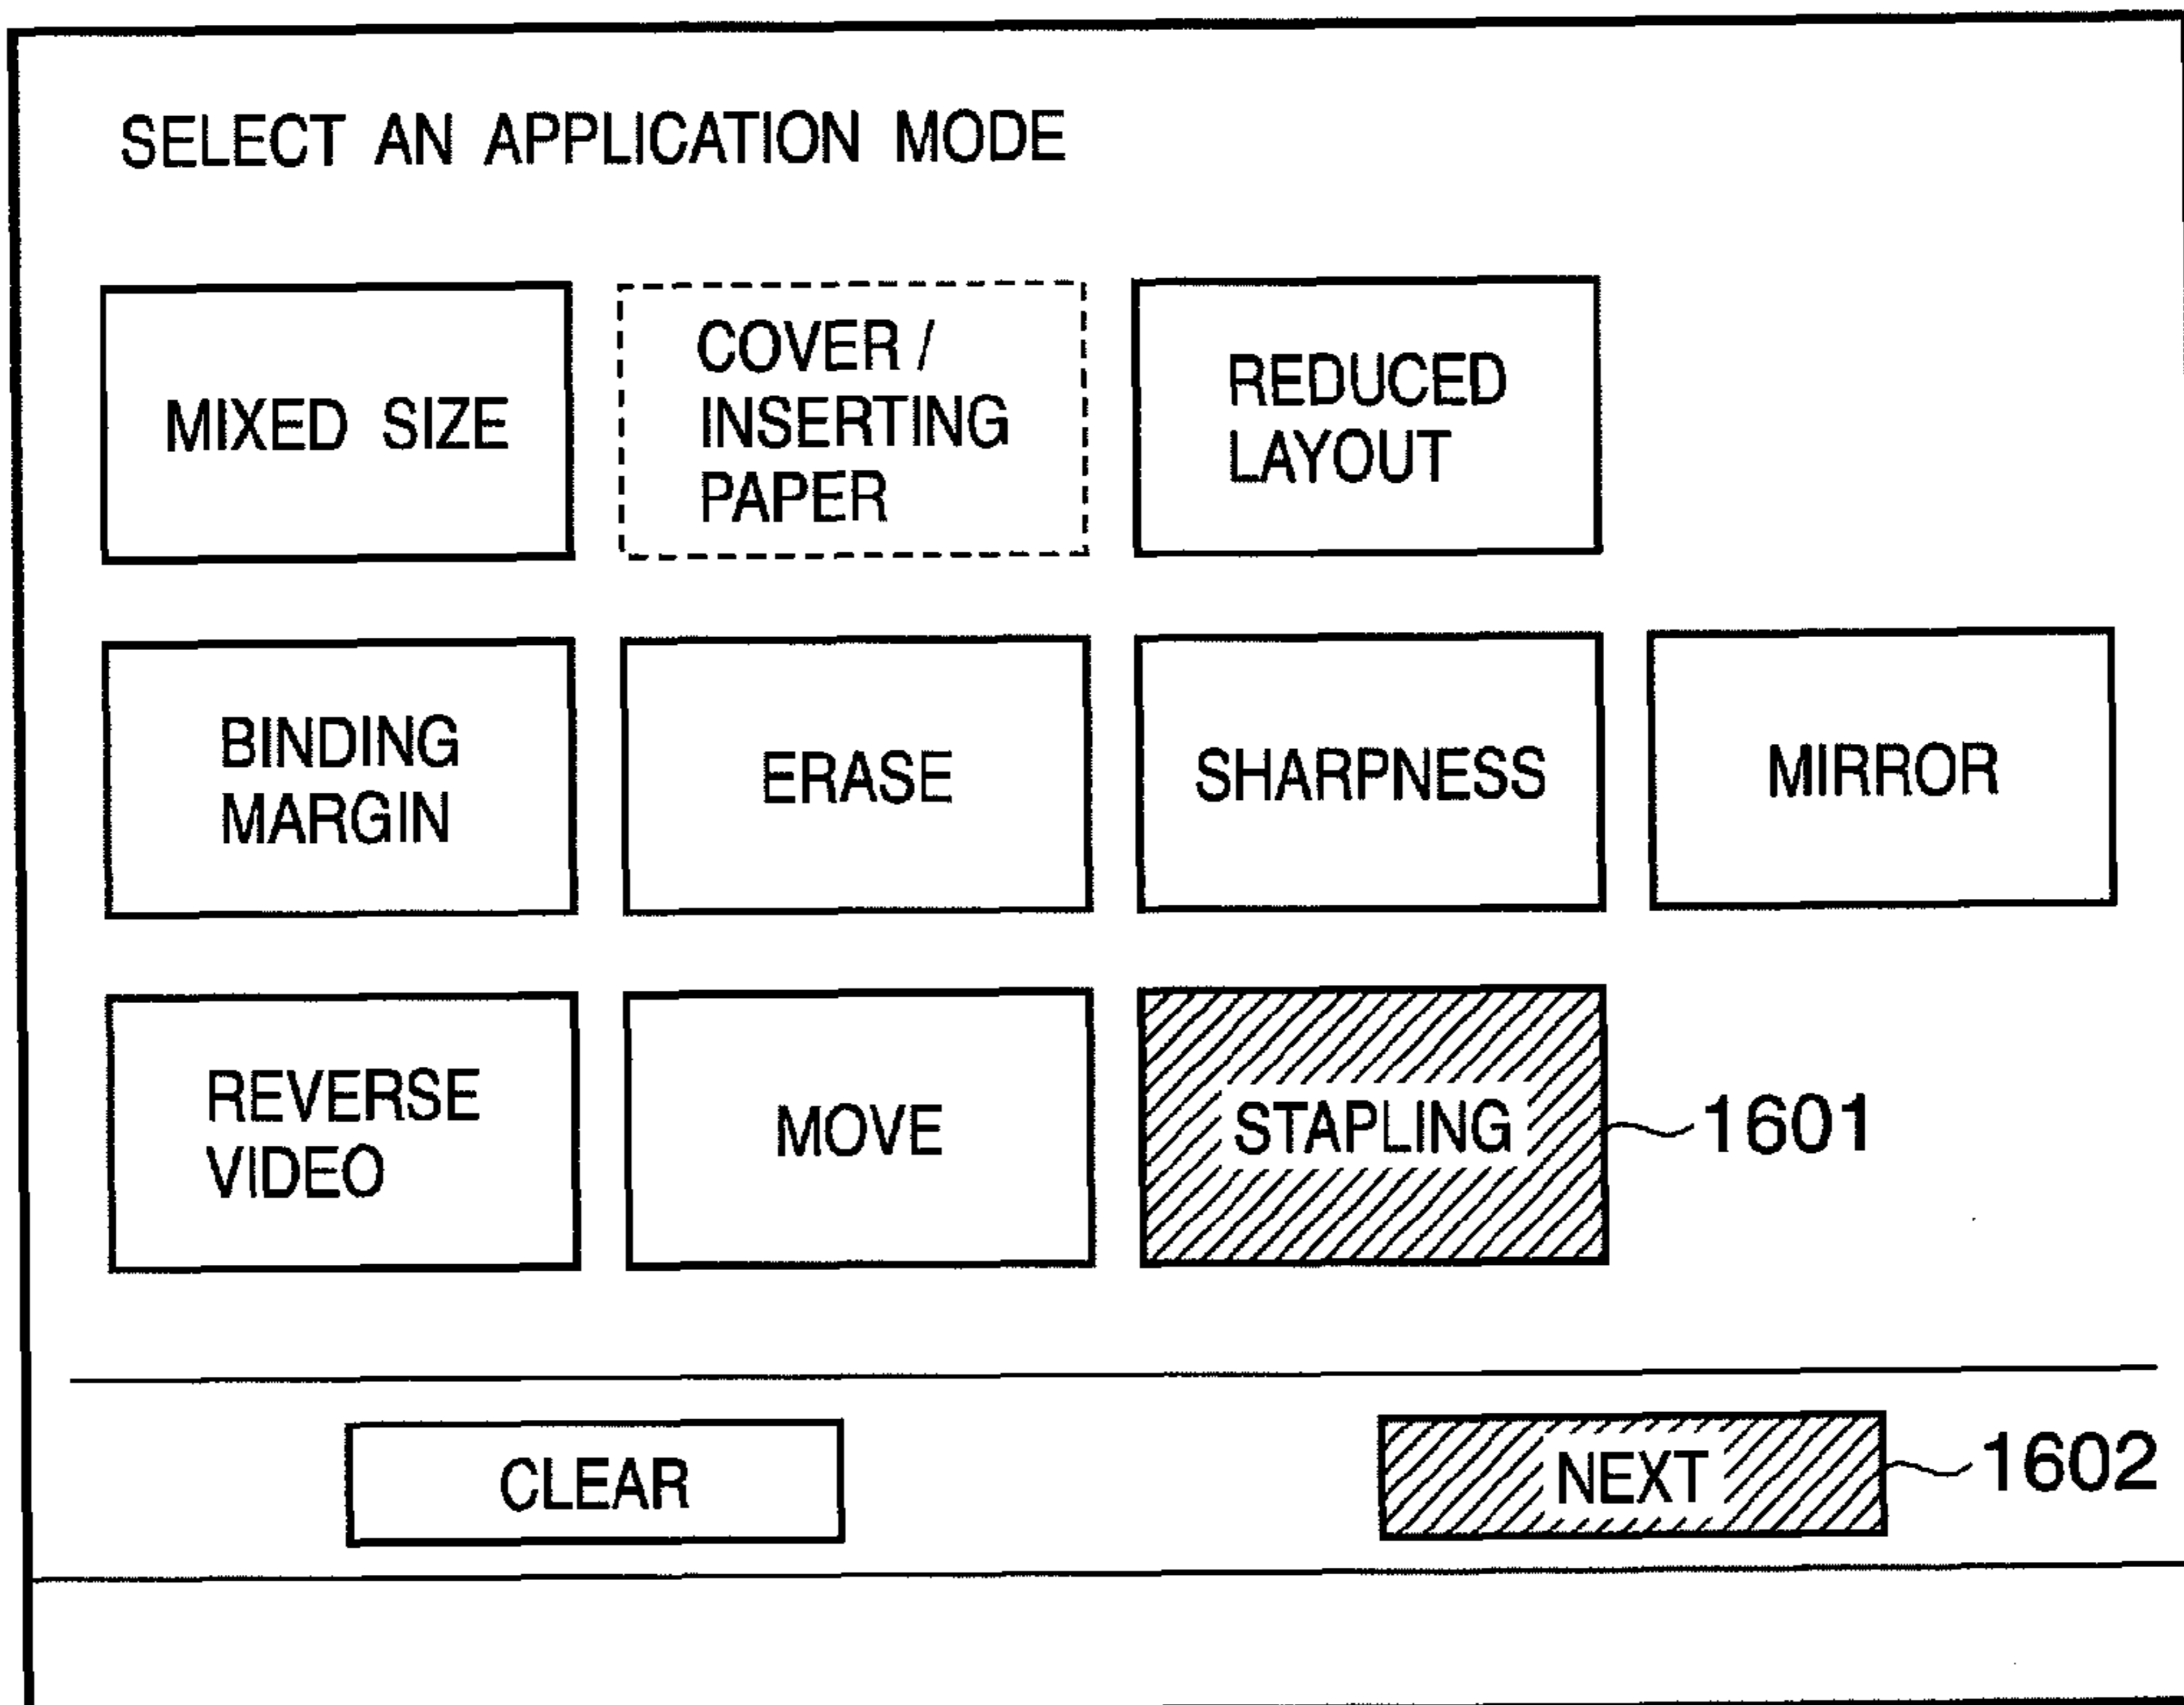 SELECT AN APPLICATION MODE
MIXED SIZE
COVER /
INSERTING
PAPER
REDUCED
LAYOUT
BINDING
MARGIN
ERASE
SHARPNESS
MIRROR
REVERSE
VIDEO
MOVE
STAPLING
1601
CLEAR
NEXT
1602